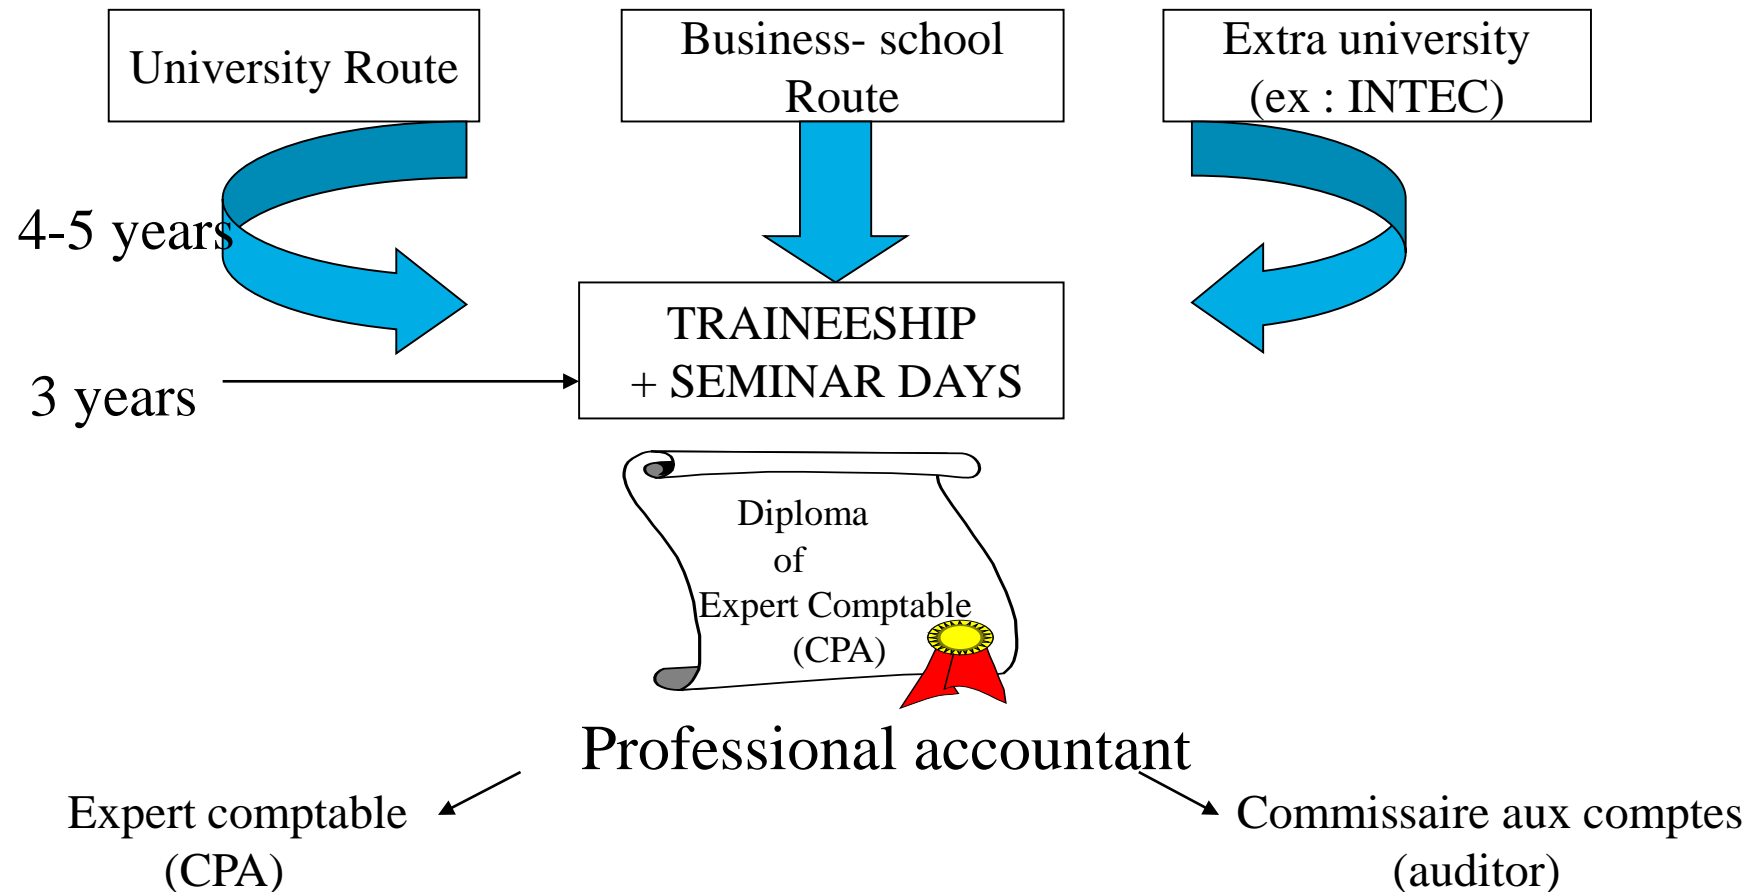 University Route
Business- school
Route
Extra university
(ex : INTEC)
4-5 years
TRAINEESHIP
+ SEMINAR DAYS
3 years
Diploma
of
Expert Comptable
(CPA)
Professional accountant
Expert comptable
(CPA)
Commissaire aux comptes
(auditor)